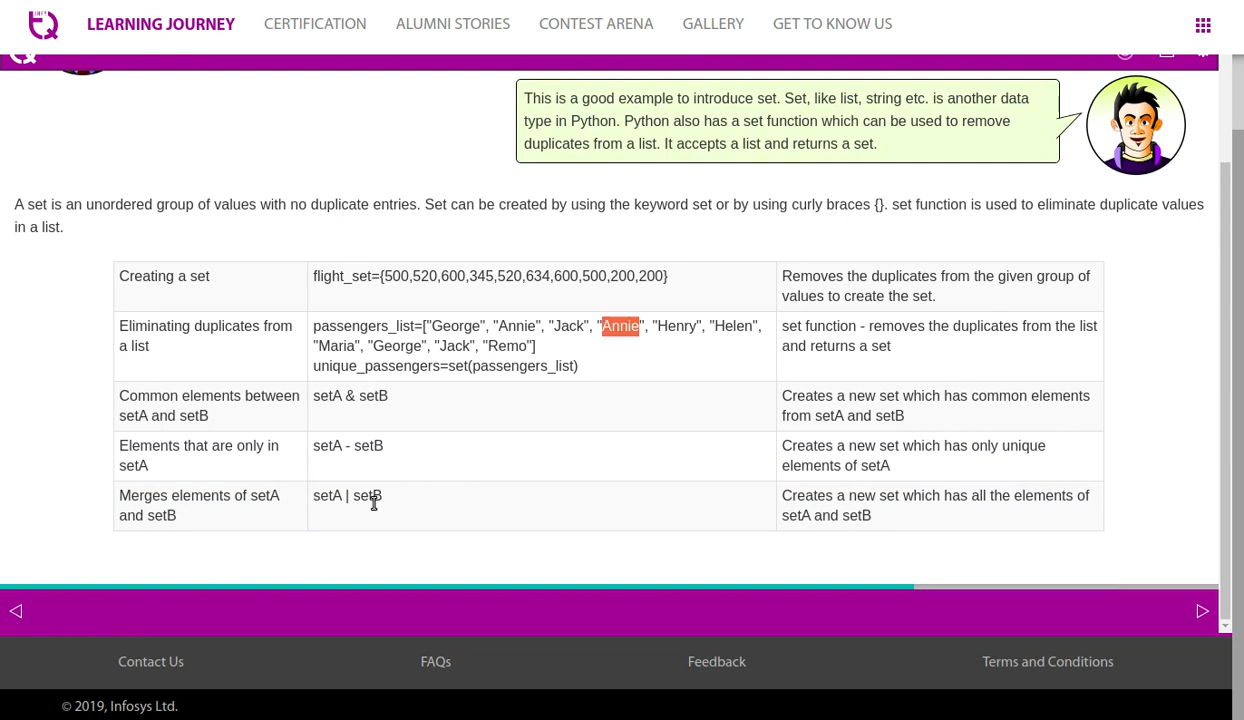 LEARNING JOURNEY CERTIFICATION ALUMNI STORIES CONTEST ARENA GALLERY GET TO KNOW US
This is a good example to introduce set. Set, like list, string etc. is another data
type in Python. Python also has a set function which can be used to remove
duplicates from a list. It accepts a list and returns a set.
A set is an unordered group of values with no duplicate entries. Set can be created by using the keyword set or by using curly braces {}. set function is used to eliminate duplicate values
in a list.
Creating a set
flight_set={500,520,600,345,520,634,600,500,200,200}
Removes the duplicates from the given group of
values to create the set.
Eliminating duplicates from
a list
passengers_list=["George", "Annie", "Jack", "Annie", "Henry", "Helen",
"Maria", "George", "Jack", "Remo"]
unique_passengers=set(passengers_list)
set function - removes the duplicates from the list
and returns a set
Common elements between
setA and setB
setA & setB
Creates a new set which has common elements
from setA and setB
Elements that are only in
setA
setA - setB
Creates a new set which has only unique
elements of setA
Merges elements of setA
and setB
setA | setB
Creates a new set which has all the elements of
setA and setB
Contact Us FAQs Feedback Terms and Conditions
© 2019, Infosys Ltd.